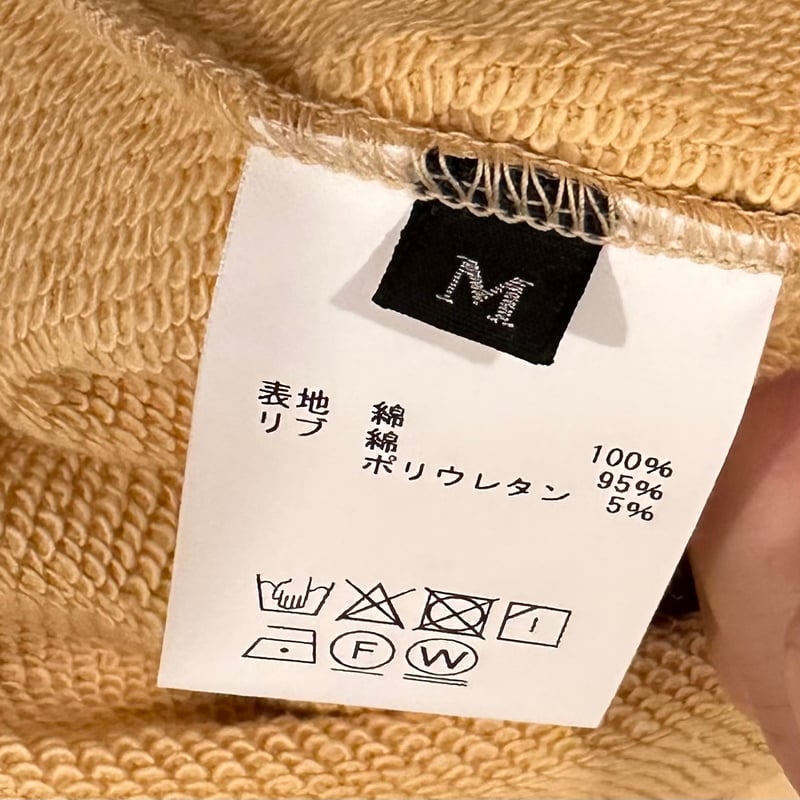 M
表地 綿 100%
リブ 綿 95%
ポリウレタン 5%
F W